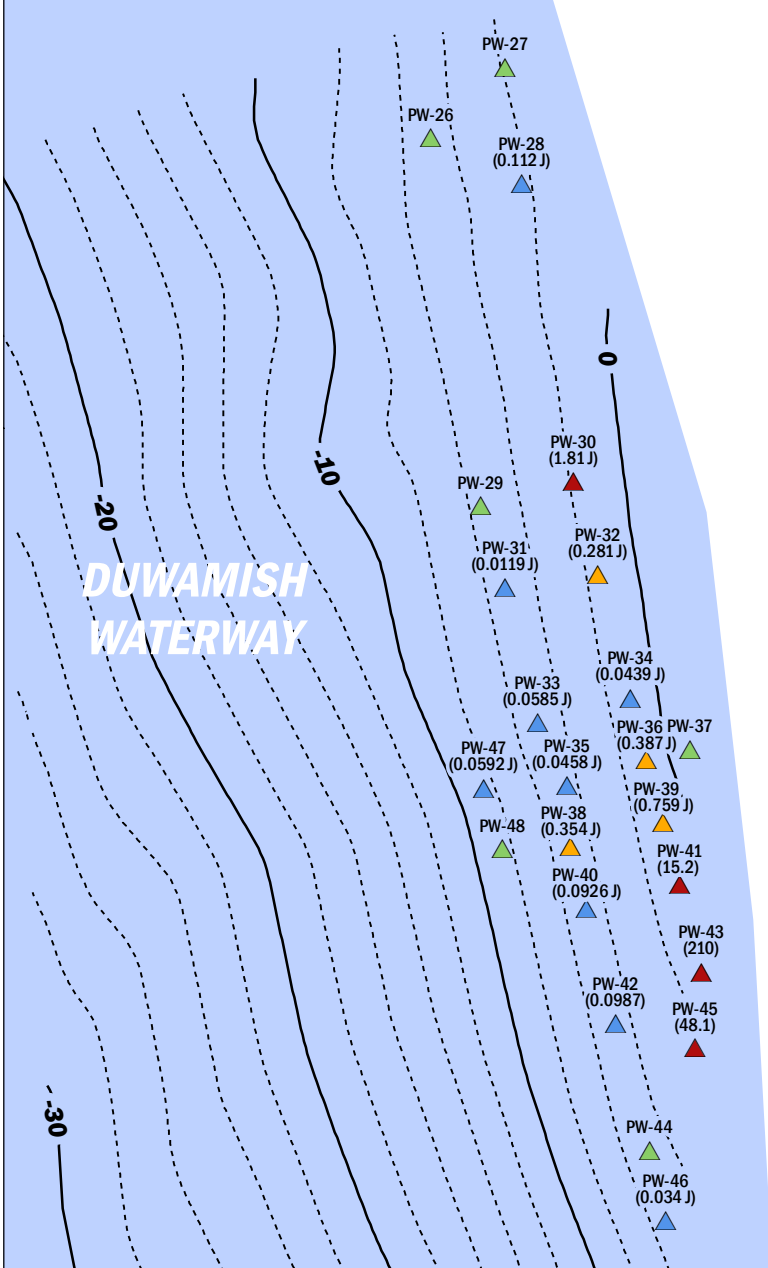 PW-27
PW-26
PW-28
(0.112 J)
0
PW-30
(1.81 J)
-10
PW-29
-20
PW-32
(0.281 J)
PW-31
(0.0119 J)
DUWAMISH
WATERWAY
PW-34
(0.0439 J)
PW-33
(0.0585 J)
PW-36
(0.387 J)
PW-37
PW-47
(0.0592 J)
PW-35
(0.0458 J)
PW-39
(0.759 J)
PW-38
(0.354 J)
PW-48
PW-41
(15.2)
PW-40
(0.0926 J)
PW-43
(210)
PW-42
(0.0987)
PW-45
(48.1)
-30
PW-44
PW-46
(0.034 J)